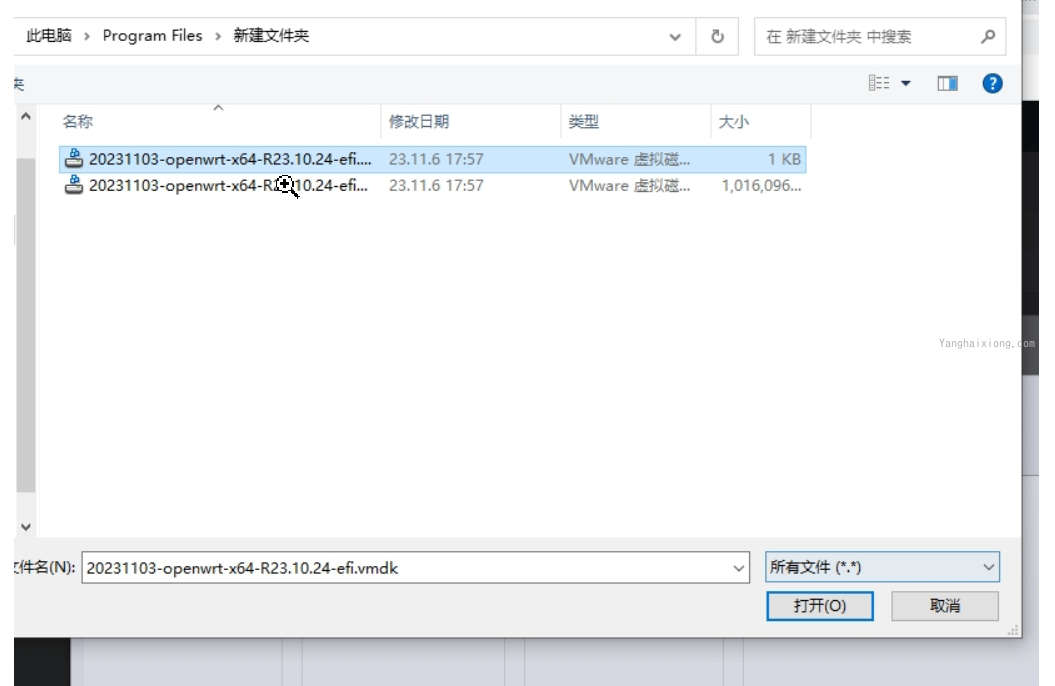 此电脑 › Program Files › 新建文件夹
在 新建文件夹 中搜索
夹
名称 修改日期 类型 大小
20231103-openwrt-x64-R23.10.24-efi.... 23.11.6 17:57 VMware 虚拟磁... 1 KB
20231103-openwrt-x64-R23.10.24-efi... 23.11.6 17:57 VMware 虚拟磁... 1,016,096...
Yanghaixiong.com
文件名(N): 20231103-openwrt-x64-R23.10.24-efi.vmdk 所有文件 (*.*)
打开(O) 取消